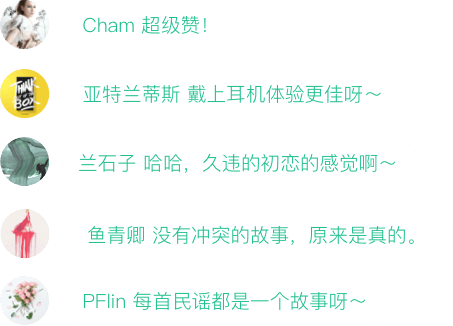 Cham 超级赞！
THINK
BOX
亚特兰蒂斯 戴上耳机体验更佳呀～
兰石子 哈哈，久违的初恋的感觉啊～
鱼青卿 没有冲突的故事，原来是真的。
PFlin 每首民谣都是一个故事呀～